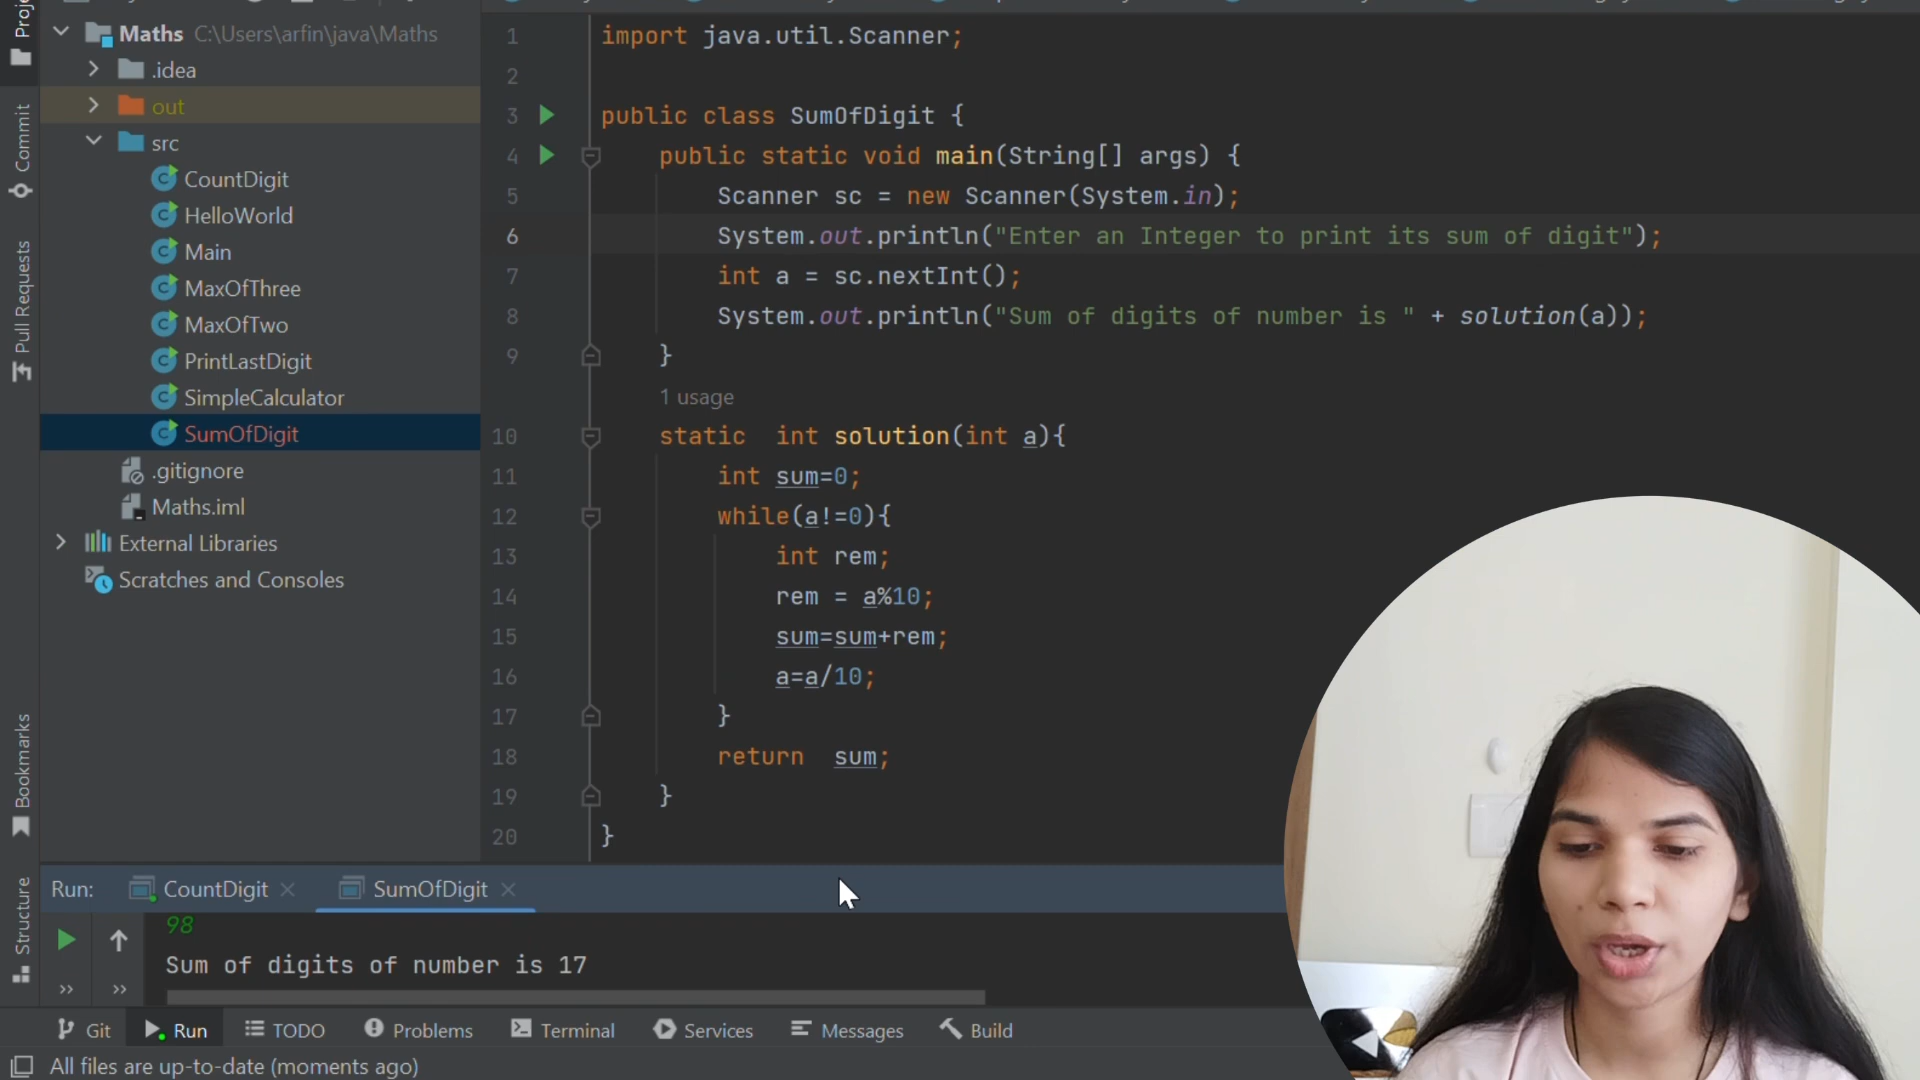 Maths C:\Users\arfin\java\Maths
.idea
out
src
CountDigit
HelloWorld
Main
MaxOfThree
MaxOfTwo
PrintLastDigit
SimpleCalculator
SumOfDigit
.gitignore
Maths.iml
External Libraries
Scratches and Consoles
Commit
Pull Requests
Bookmarks
Structure
1 import java.util.Scanner;
2
3 public class SumOfDigit {
4 public static void main(String[] args) {
5 Scanner sc = new Scanner(System.in);
6 System.out.println("Enter an Integer to print its sum of digit");
7 int a = sc.nextInt();
8 System.out.println("Sum of digits of number is " + solution(a));
9 }
1 usage
10 static  int solution(int a){
11 int sum=0;
12 while(a!=0){
13 int rem;
14 rem = a%10;
15 sum=sum+rem;
16 a=a/10;
17 }
18 return  sum;
19 }
20 }
Run: CountDigit × SumOfDigit ×
98
Sum of digits of number is 17
Git Run TODO Problems Terminal Services Messages Build
All files are up-to-date (moments ago)